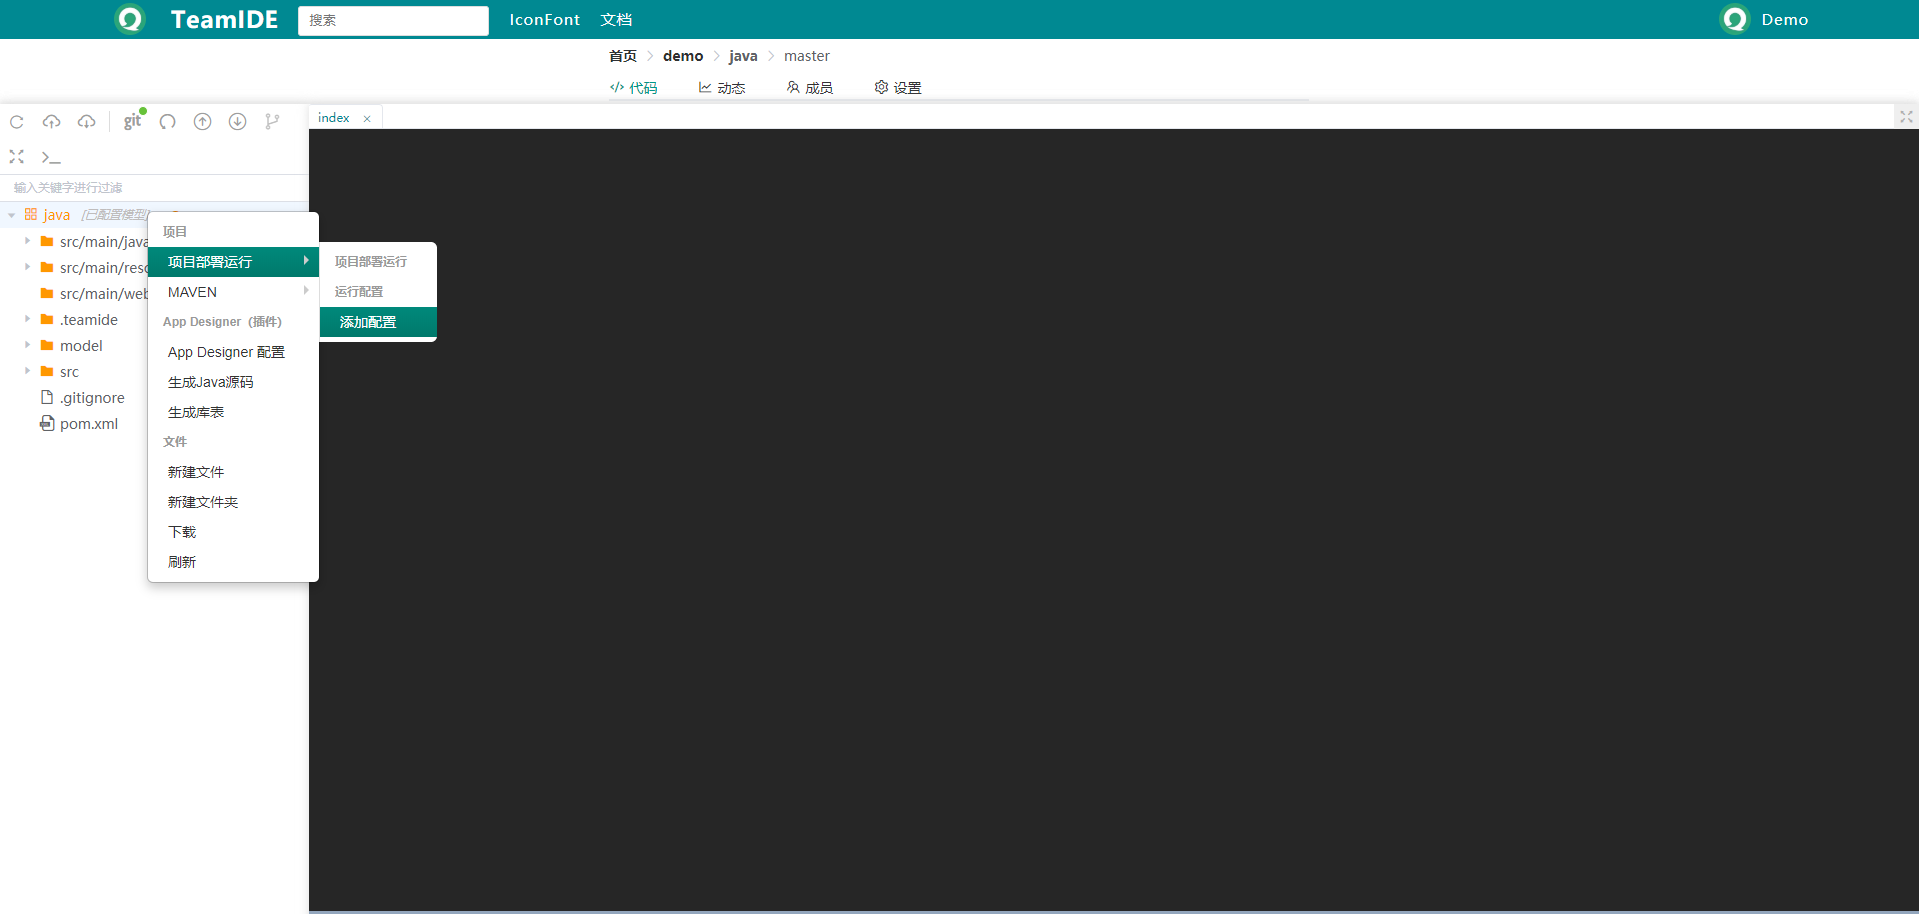 TeamIDE 搜索 IconFont 文档 Demo
首页 demo java master
代码 动态 成员 设置
git
index
输入关键字进行过滤
java [已配置模型]
src/main/java
src/main/reso
src/main/web
.teamide
model
src
.gitignore
pom.xml
项目
项目部署运行
MAVEN
App Designer (插件)
App Designer 配置
生成Java源码
生成库表
文件
新建文件
新建文件夹
下载
刷新
项目部署运行
运行配置
添加配置